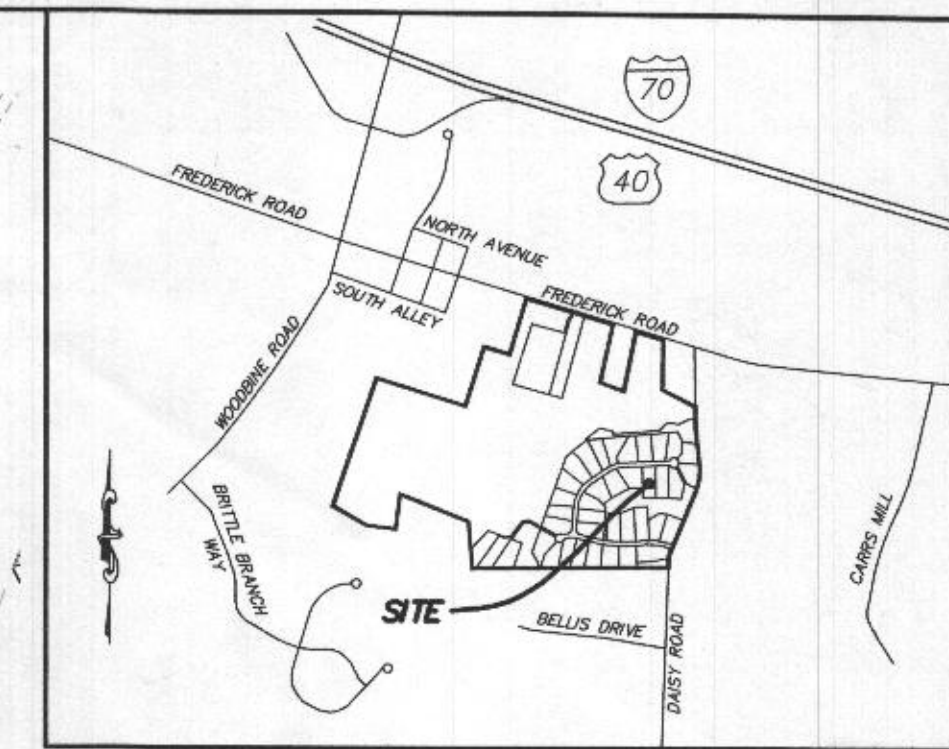 70
40
FREDERICK ROAD
NORTH AVENUE
SOUTH ALLEY
FREDERICK ROAD
WOODBINE ROAD
BRITTLE BRANCH
WAY
CARRS MILL
SITE
BELLIS DRIVE
DAISY ROAD